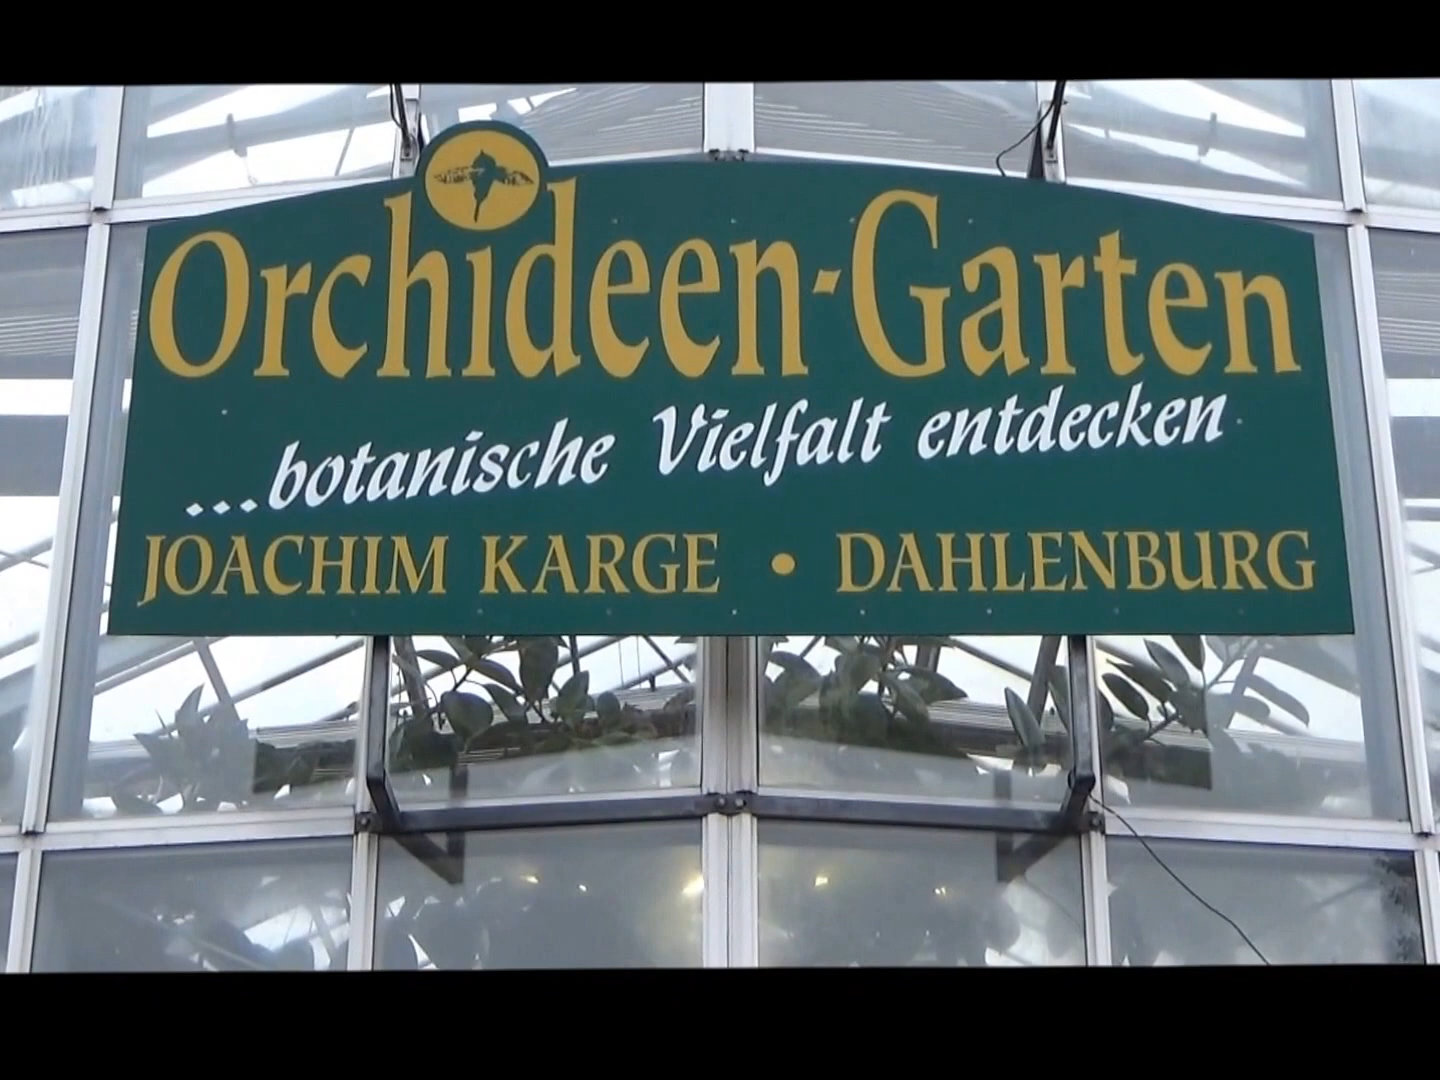 Orchideen-Garten
...botanische Vielfalt entdecken
JOACHIM KARGE • DAHLENBURG